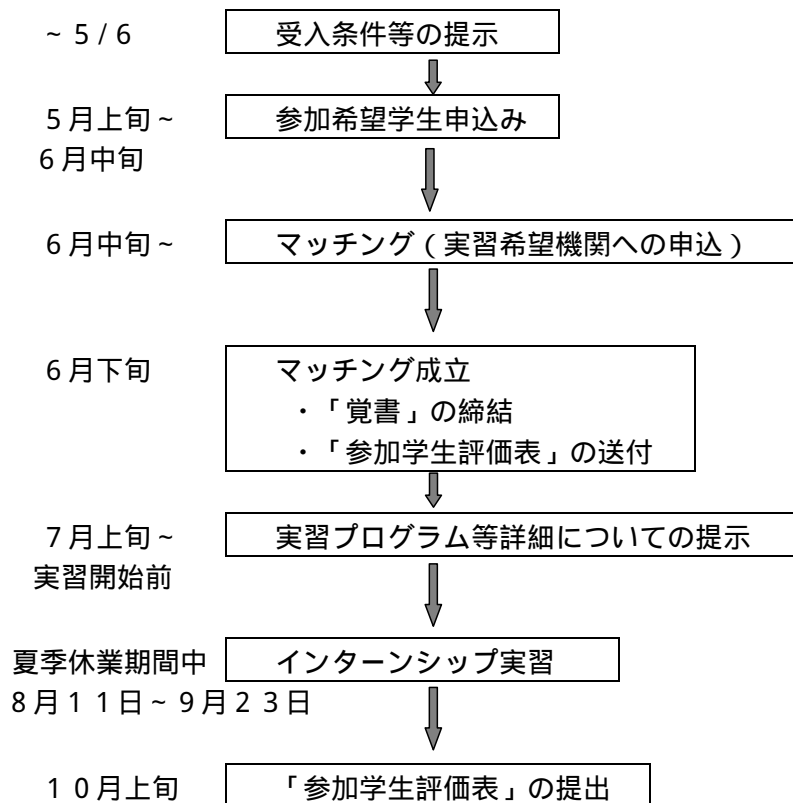 ~ 5 / 6 受入条件等の提示
5月上旬~ 参加希望学生申込み
6月中旬
6月中旬~ マッチング(実習希望機関への申込)
6月下旬 マッチング成立
・「覚書」の締結
・「参加学生評価表」の送付
7月上旬~ 実習プログラム等詳細についての提示
実習開始前
夏季休業期間中 インターンシップ実習
8月11日~9月23日
10月上旬 「参加学生評価表」の提出